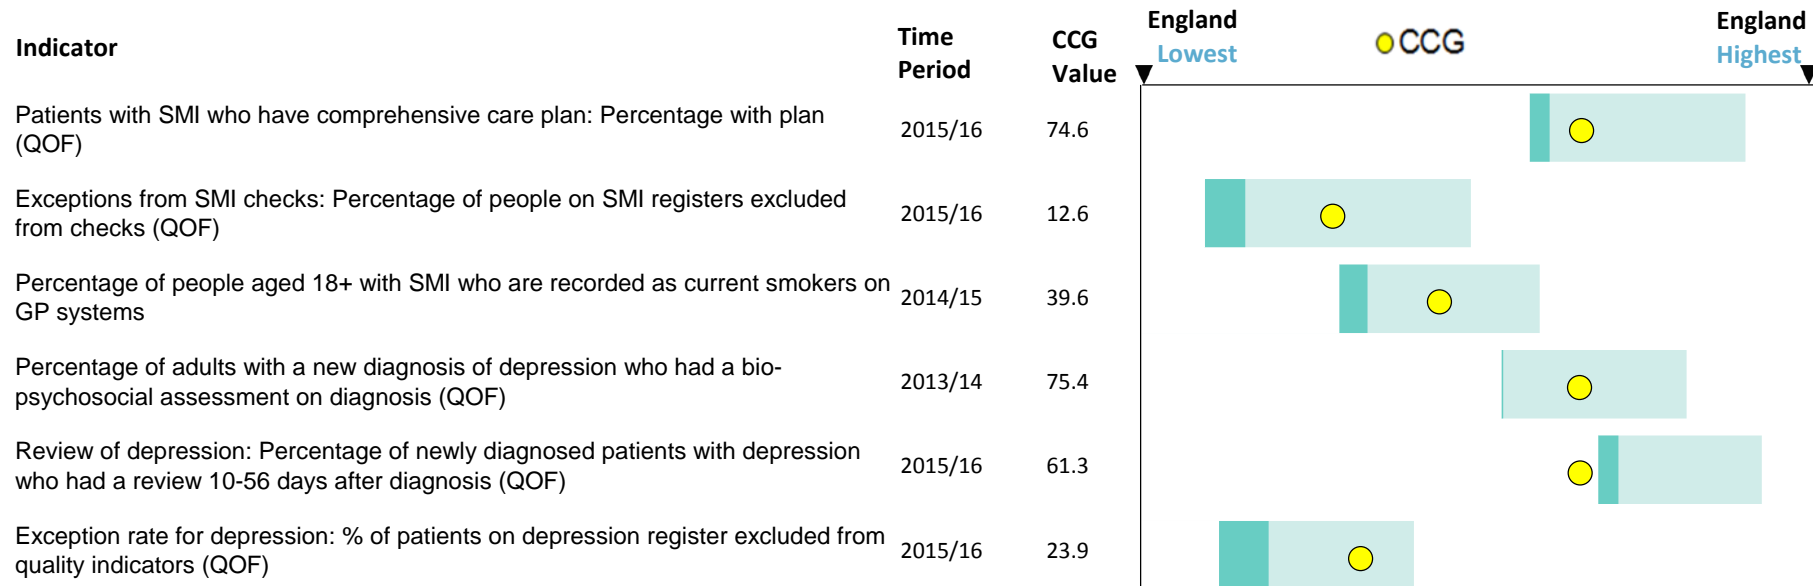 Indicator
Time
Period
CCG
Value
England
Lowest
CCG
England
Highest
Patients with SMI who have comprehensive care plan: Percentage with plan
(QOF)
2015/16
74.6
Exceptions from SMI checks: Percentage of people on SMI registers excluded
from checks (QOF)
2015/16
12.6
Percentage of people aged 18+ with SMI who are recorded as current smokers on
GP systems
2014/15
39.6
Percentage of adults with a new diagnosis of depression who had a bio-
psychosocial assessment on diagnosis (QOF)
2013/14
75.4
Review of depression: Percentage of newly diagnosed patients with depression
who had a review 10-56 days after diagnosis (QOF)
2015/16
61.3
Exception rate for depression: % of patients on depression register excluded from
quality indicators (QOF)
2015/16
23.9